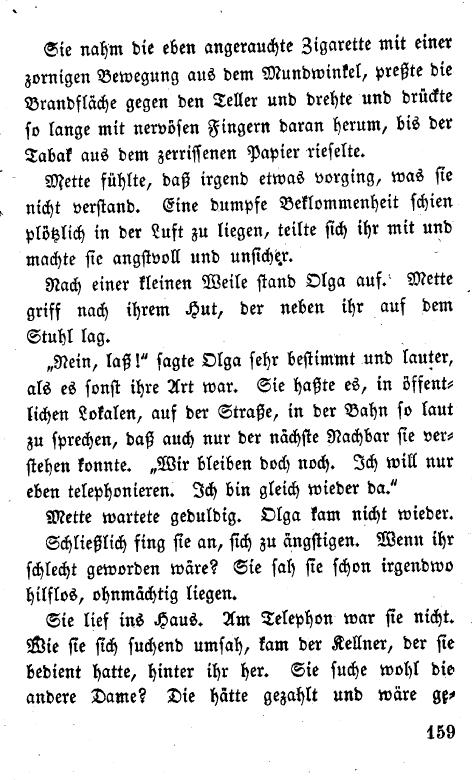 Sie nahm die eben angerauchte Zigarette mit einer
zornigen Bewegung aus dem Mundwinkel, preßte die
Brandfläche gegen den Teller und drehte und drückte
so lange mit nervösen Fingern daran herum, bis der
Tabak aus dem zerrissenen Papier rieselte.
Mette fühlte, daß irgend etwas vorging, was sie
nicht verstand. Eine dumpfe Beklommenheit schien
plötzlich in der Luft zu liegen, teilte sich ihr mit und
machte sie angstvoll und unsicher.
Nach einer kleinen Weile stand Olga auf. Mette
griff nach ihrem Hut, der neben ihr auf dem
Stuhl lag.
„Nein, laß!“ sagte Olga sehr bestimmt und lauter,
als es sonst ihre Art war. Sie haßte es, in öffent-
lichen Lokalen, auf der Straße, in der Bahn so laut
zu sprechen, daß auch nur der nächste Nachbar sie ver-
stehen konnte. „Wir bleiben doch noch. Ich will nur
eben telephonieren. Ich bin gleich wieder da.“
Mette wartete geduldig. Olga kam nicht wieder.
Schließlich fing sie an, sich zu ängstigen. Wenn ihr
schlecht geworden wäre? Sie sah sie schon irgendwo
hilflos, ohnmächtig liegen.
Sie lief ins Haus. Am Telephon war sie nicht.
Wie sie sich suchend umsah, kam der Kellner, der sie
bedient hatte, hinter ihr her. Sie suche wohl die
andere Dame? Die hätte gezahlt und wäre ge-
159